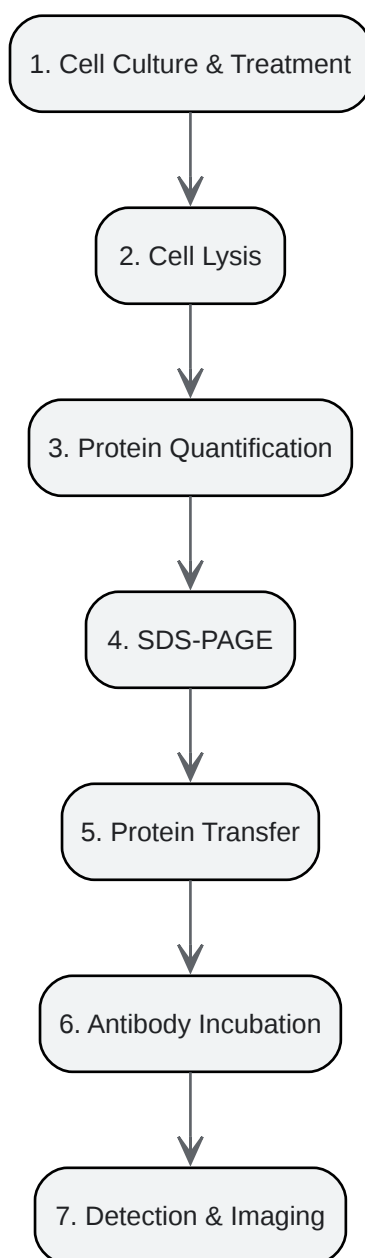 1. Cell Culture & Treatment
2. Cell Lysis
3. Protein Quantification
4. SDS-PAGE
5. Protein Transfer
6. Antibody Incubation
7. Detection & Imaging